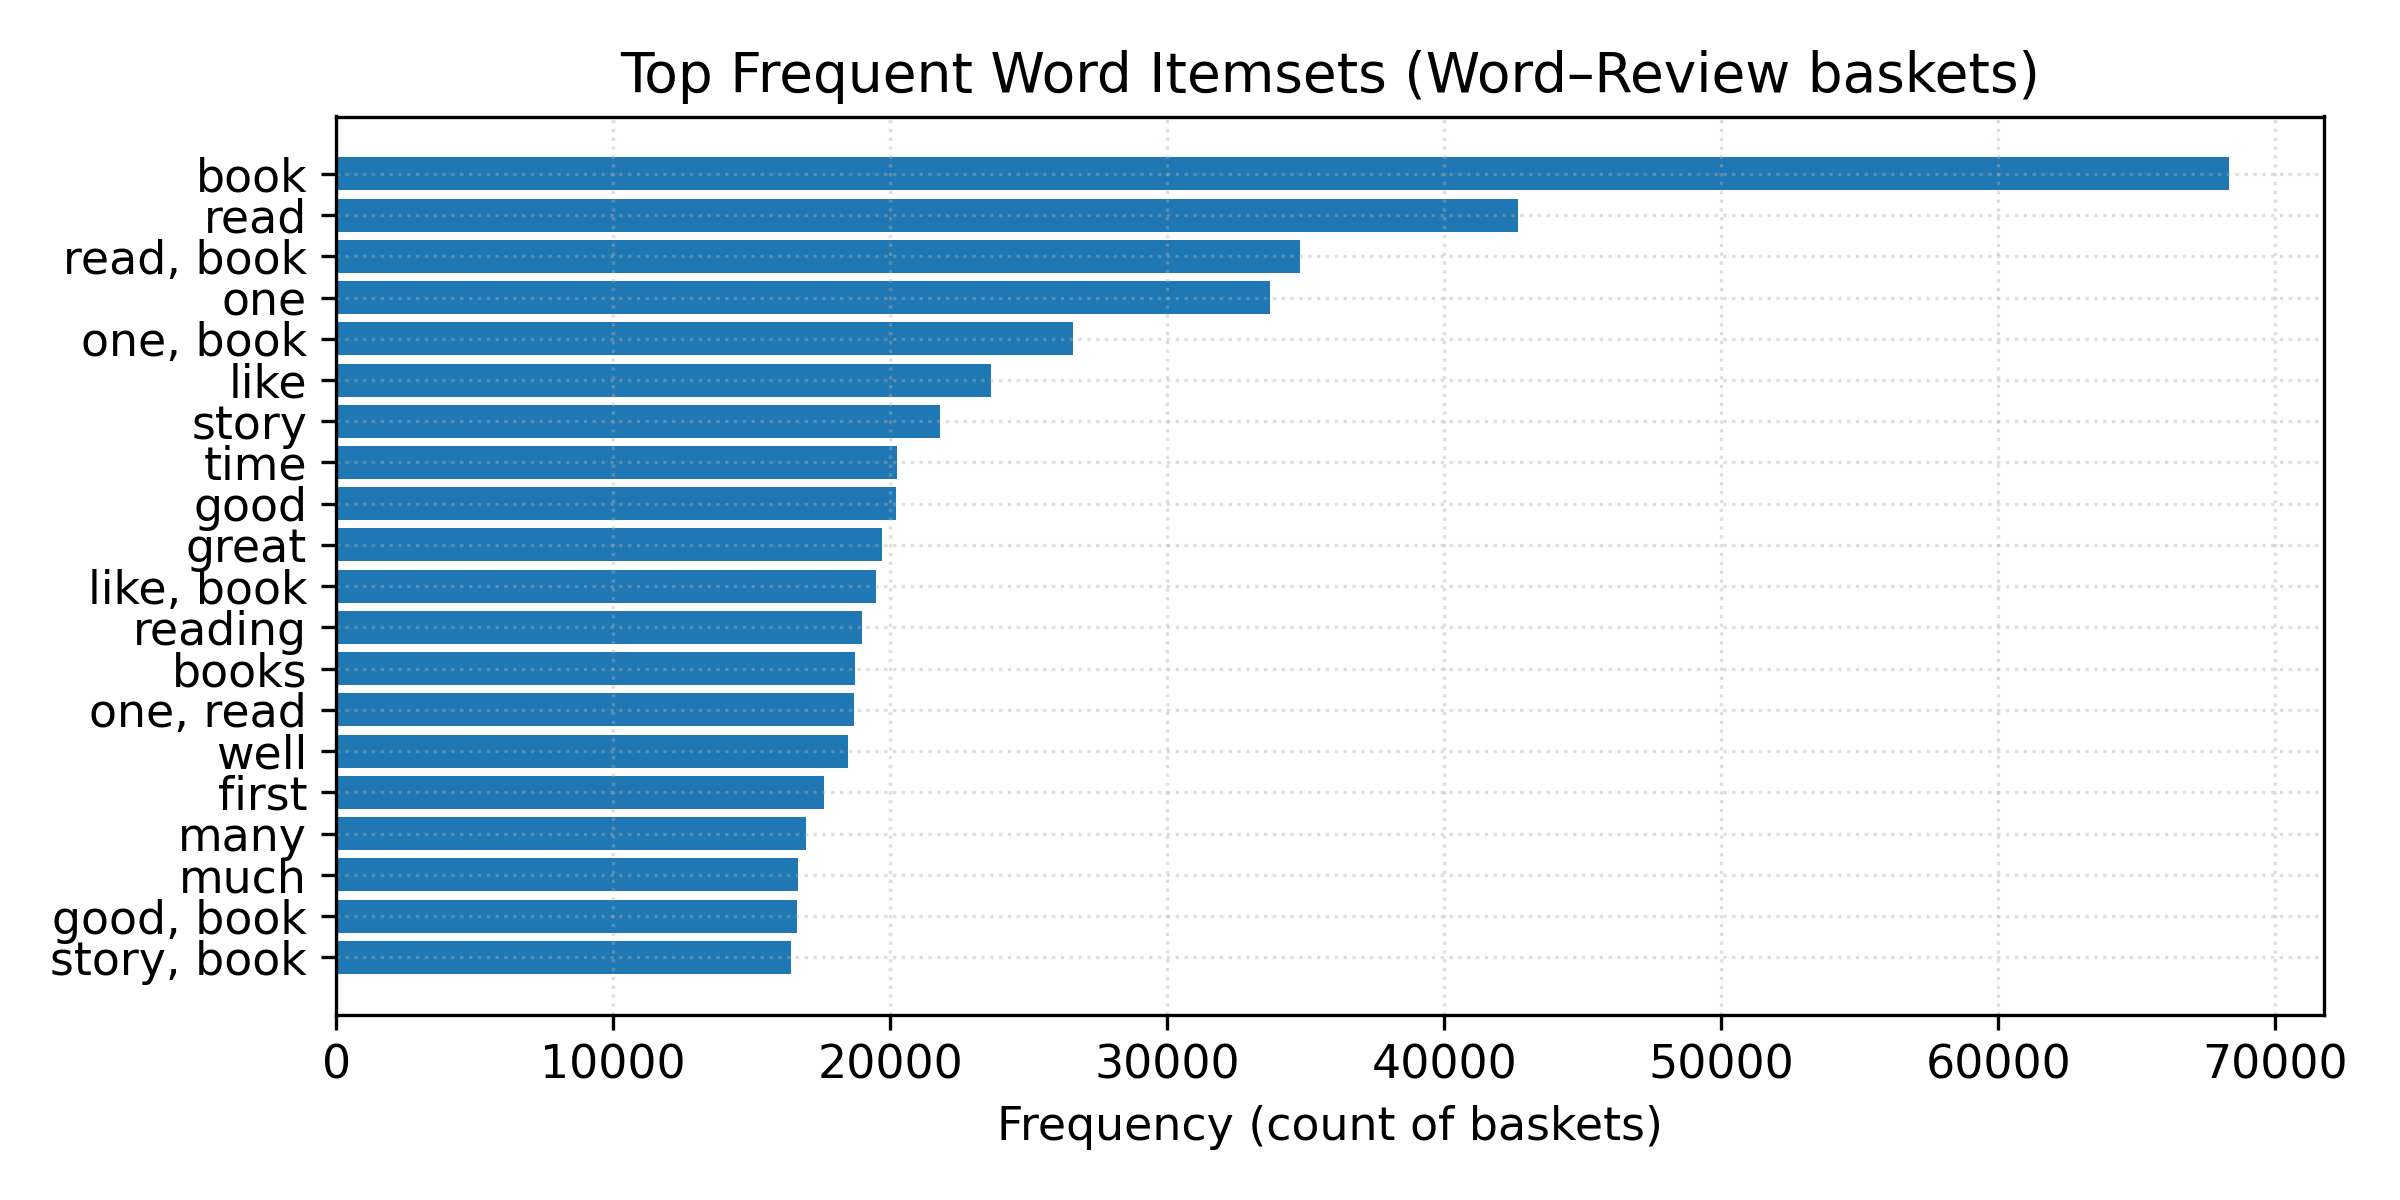 Top Frequent Word Itemsets (Word–Review baskets)
book
read
read, book
one
one, book
like
story
time
good
great
like, book
reading
books
one, read
well
first
many
much
good, book
story, book
0 10000 20000 30000 40000 50000 60000 70000
Frequency (count of baskets)